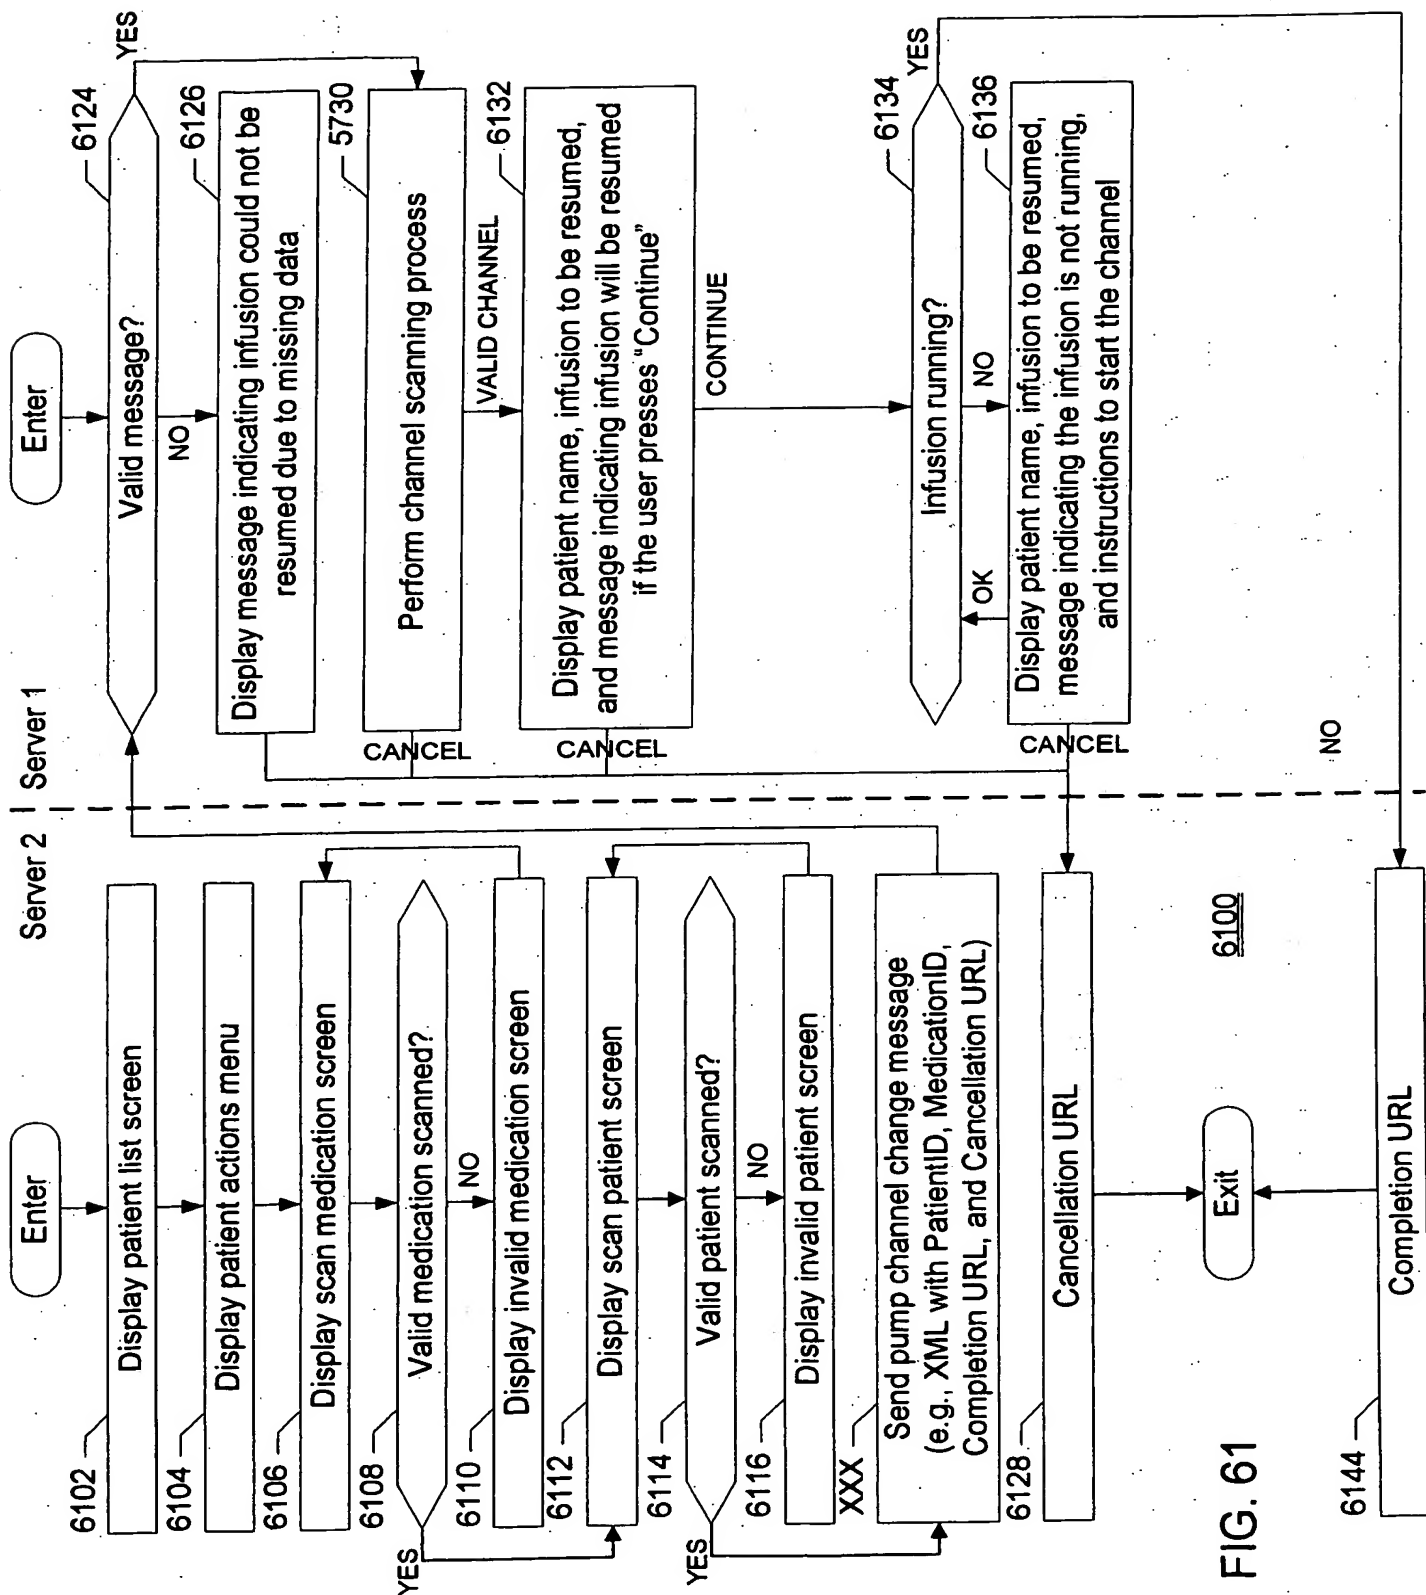 Server 2
Server 1
Enter
6102
Display patient list screen
6104
Display patient actions menu
6106
Display scan medication screen
6108
Valid medication scanned?
YES
NO
6110
Display invalid medication screen
6112
Display scan patient screen
6114
Valid patient scanned?
YES
NO
6116
Display invalid patient screen
XXX
Send pump channel change message
(e.g., XML with PatientID, MedicationID,
Completion URL, and Cancellation URL)
6128
Cancellation URL
Exit
6100
6144
Completion URL
Enter
6124
Valid message?
YES
NO
6126
Display message indicating infusion could not be
resumed due to missing data
5730
Perform channel scanning process
CANCEL
VALID CHANNEL
6132
Display patient name, infusion to be resumed,
and message indicating infusion will be resumed
if the user presses "Continue"
CANCEL
CONTINUE
6134
Infusion running?
YES
OK
NO
6136
Display patient name, infusion to be resumed,
message indicating the infusion is not running,
and instructions to start the channel
CANCEL
NO
FIG. 61